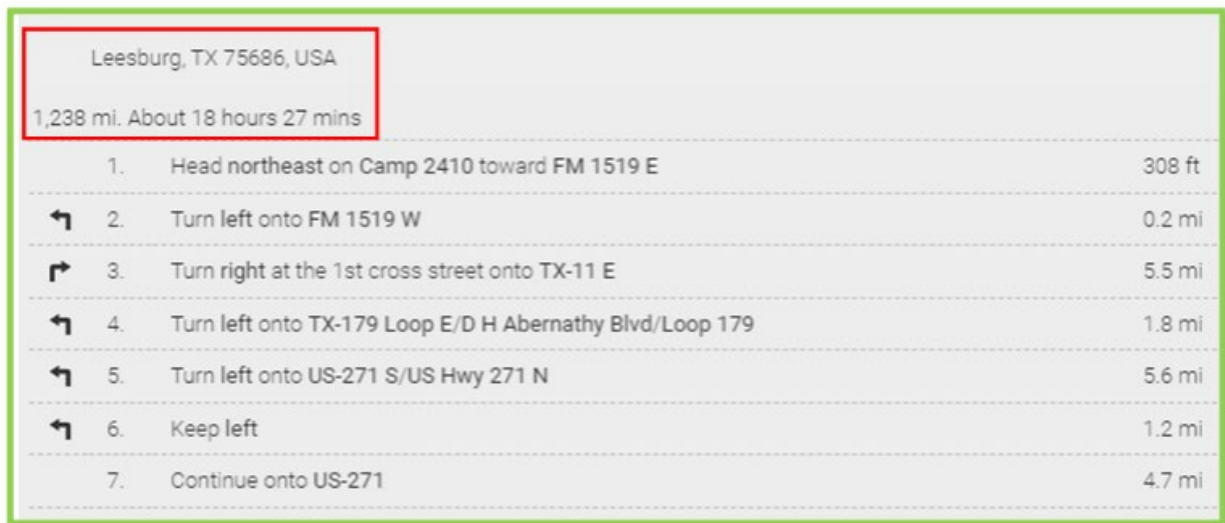 Leesburg, TX 75686, USA
1,238 mi. About 18 hours 27 mins
1. Head northeast on Camp 2410 toward FM 1519 E 308 ft
2. Turn left onto FM 1519 W 0.2 mi
3. Turn right at the 1st cross street onto TX-11 E 5.5 mi
4. Turn left onto TX-179 Loop E/D H Abernathy Blvd/Loop 179 1.8 mi
5. Turn left onto US-271 S/US Hwy 271 N 5.6 mi
6. Keep left 1.2 mi
7. Continue onto US-271 4.7 mi